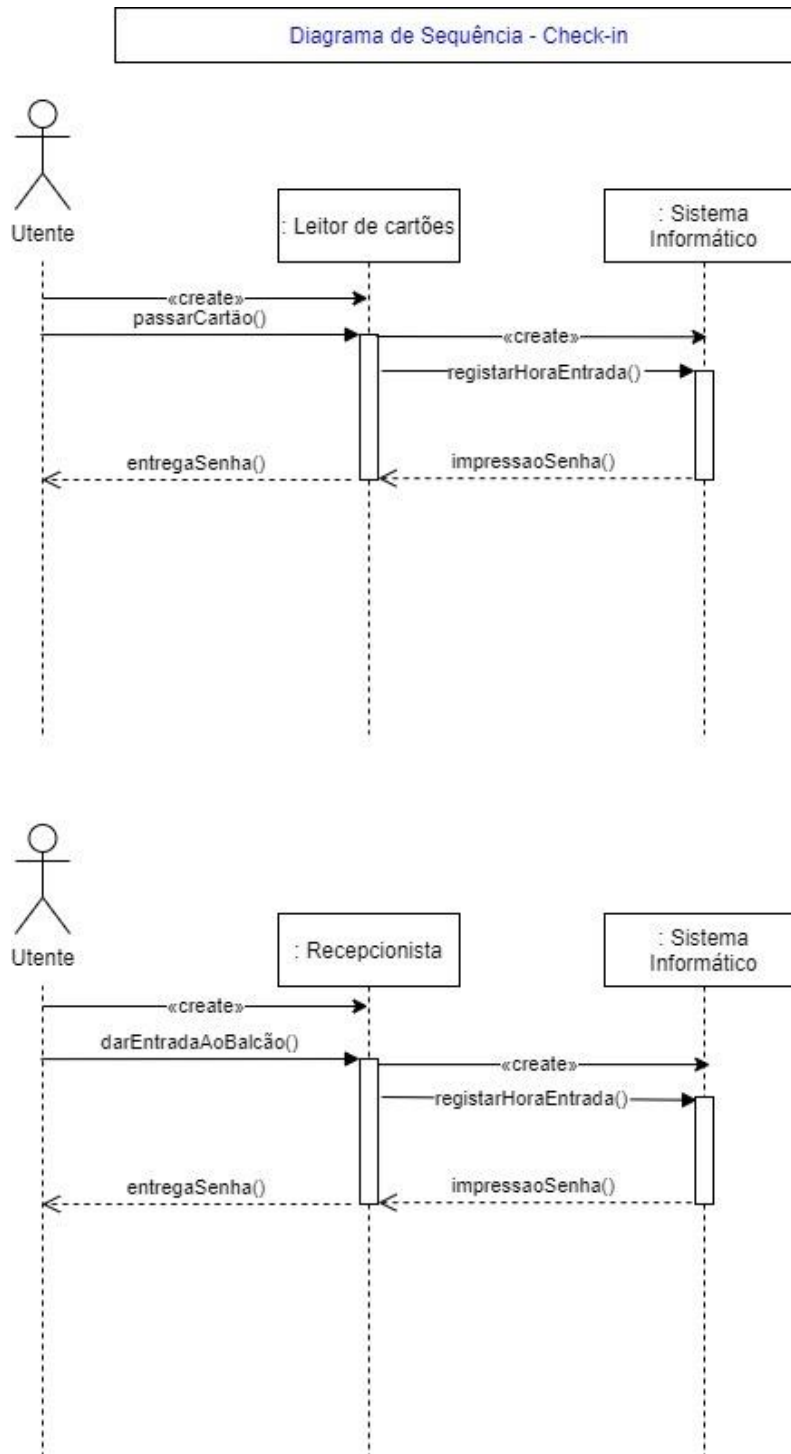 Diagrama de Sequência - Check-in
Utente
: Leitor de cartões
: Sistema
Informático
«create»
passarCartão()
«create»
registarHoraEntrada()
entregaSenha()
impressaoSenha()
Utente
: Recepcionista
: Sistema
Informático
«create»
darEntradaAoBalcão()
«create»
registarHoraEntrada()
entregaSenha()
impressaoSenha()